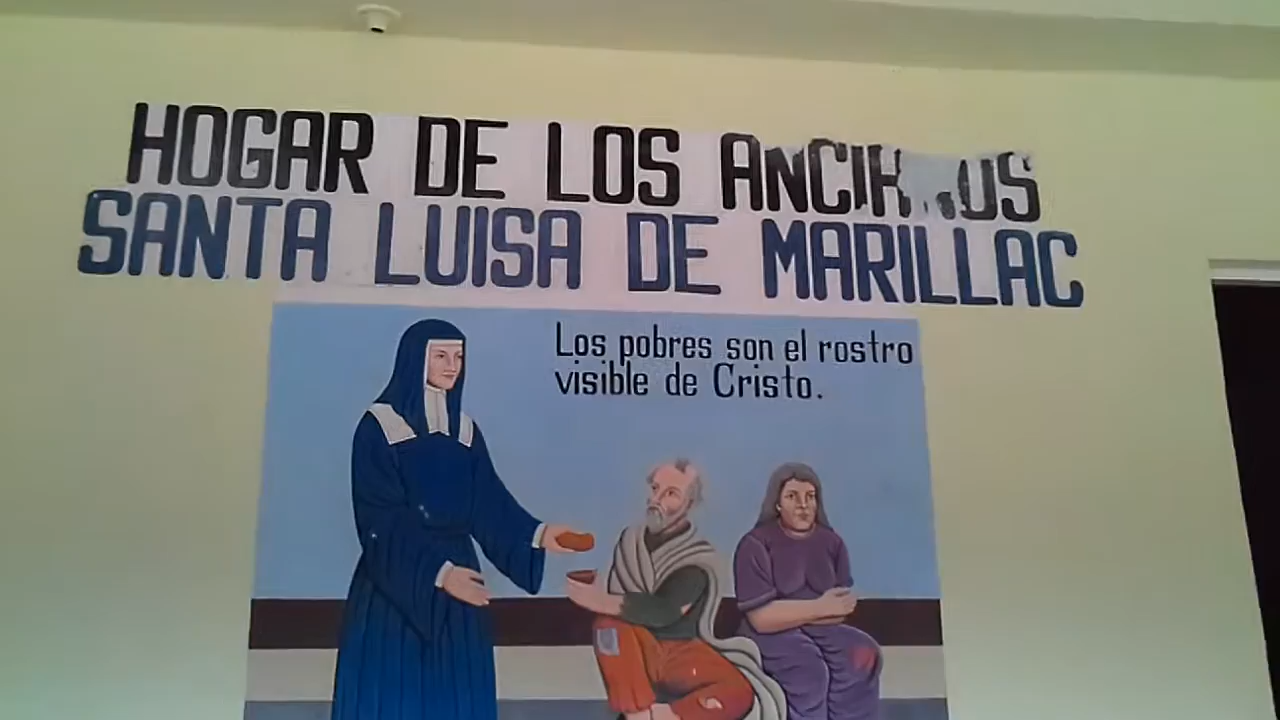 HOGAR DE LOS
SANTA LUISA DE MARILLAC
Los pobres son el rostro
visible de Cristo.